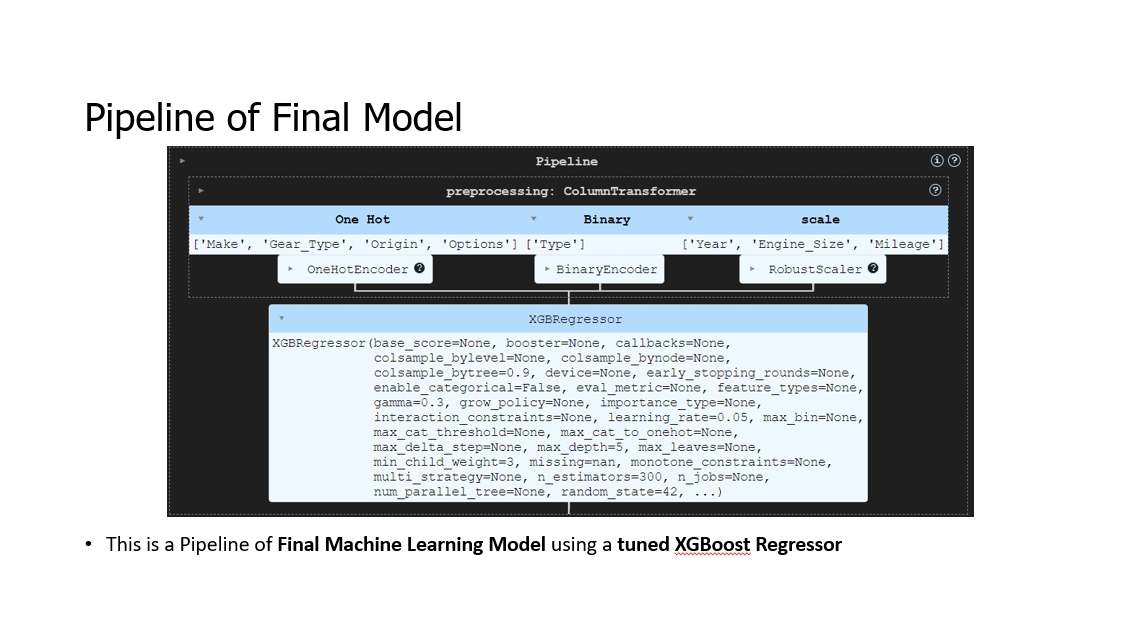 Pipeline of Final Model
Pipeline
preprocessing: ColumnTransformer
One Hot Binary scale
['Make', 'Gear_Type', 'Origin', 'Options'] ['Type'] ['Year', 'Engine_Size', 'Mileage']
OneHotEncoder BinaryEncoder RobustScaler
XGBRegressor
XGBRegressor(base_score=None, booster=None, callbacks=None,
colsample_bylevel=None, colsample_bynode=None,
colsample_bytree=0.9, device=None, early_stopping_rounds=None,
enable_categorical=False, eval_metric=None, feature_types=None,
gamma=0.3, grow_policy=None, importance_type=None,
interaction_constraints=None, learning_rate=0.05, max_bin=None,
max_cat_threshold=None, max_cat_to_onehot=None,
max_delta_step=None, max_depth=5, max_leaves=None,
min_child_weight=3, missing=nan, monotone_constraints=None,
multi_strategy=None, n_estimators=300, n_jobs=None,
num_parallel_tree=None, random_state=42, ...)
• This is a Pipeline of Final Machine Learning Model using a tuned XGBoost Regressor